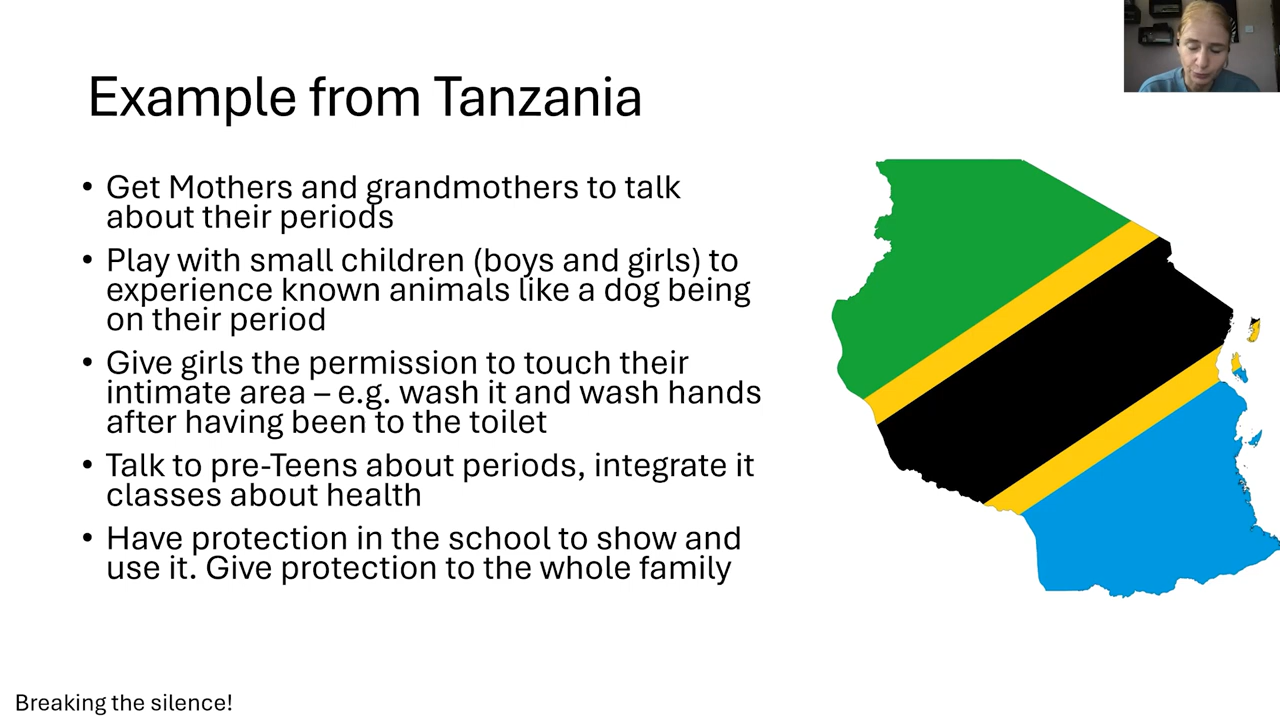 Example from Tanzania
• Get Mothers and grandmothers to talk
about their periods
• Play with small children (boys and girls) to
experience known animals like a dog being
on their period
• Give girls the permission to touch their
intimate area – e.g. wash it and wash hands
after having been to the toilet
• Talk to pre-Teens about periods, integrate it
classes about health
• Have protection in the school to show and
use it. Give protection to the whole family
Breaking the silence!